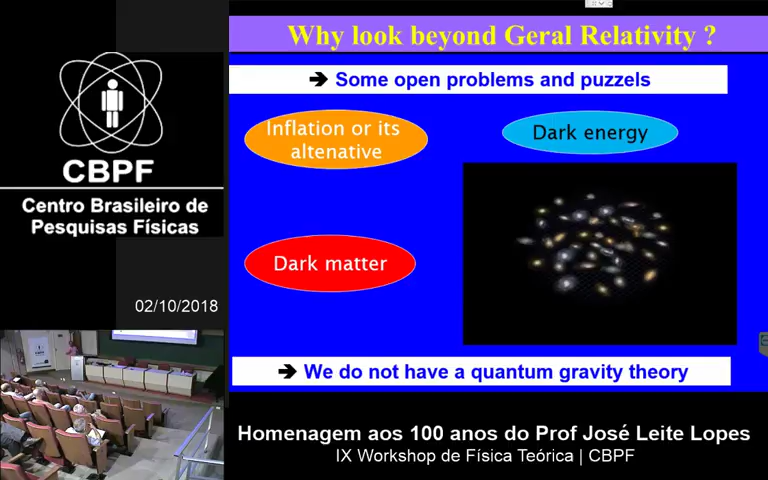 Why look beyond Geral Relativity ?
➔ Some open problems and puzzels
Inflation or its
altenative
Dark energy
Dark matter
➔ We do not have a quantum gravity theory
CBPF
Centro Brasileiro de
Pesquisas Físicas
02/10/2018
Homenagem aos 100 anos do Prof José Leite Lopes
IX Workshop de Física Teórica | CBPF